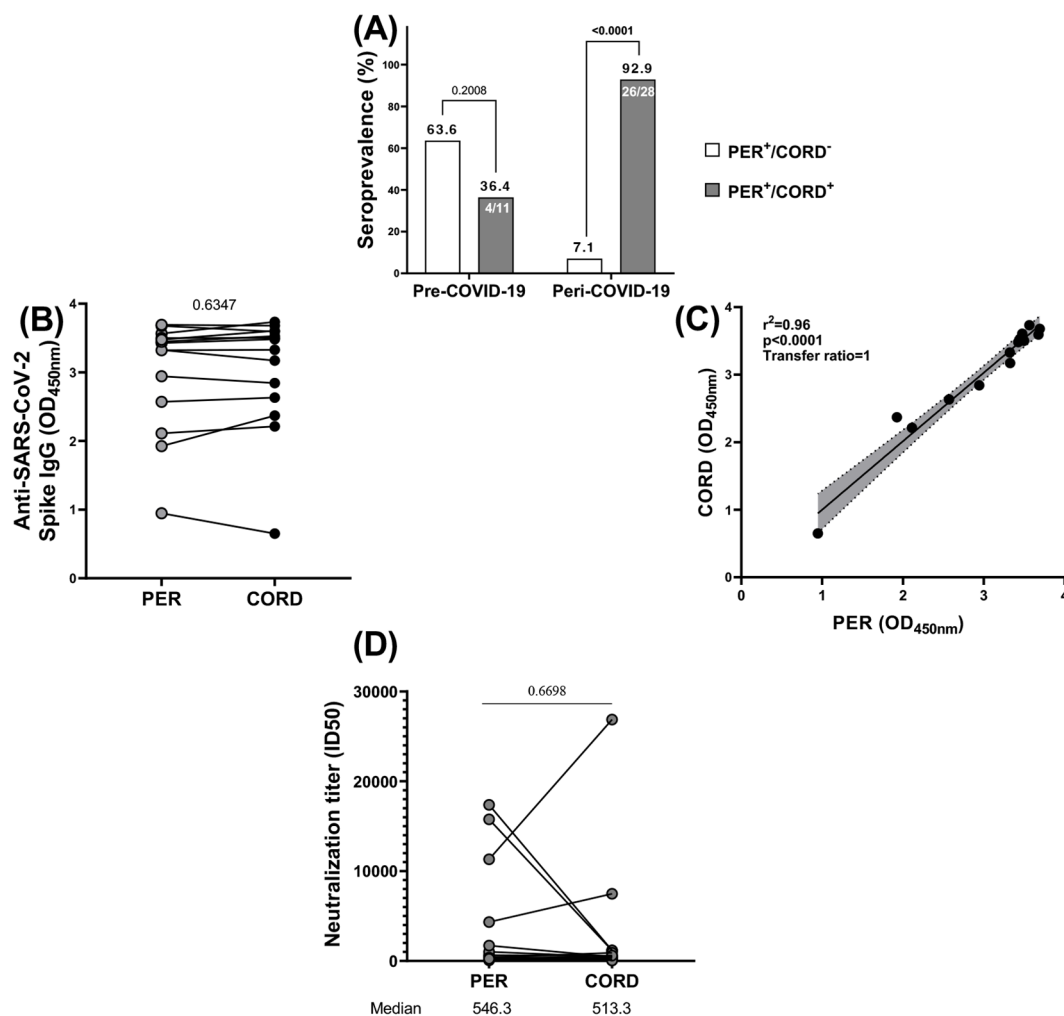 (A)
Seroprevalence (%)
100
80
60
40
20
0
0.2008
<0.0001
63.6
36.4
4/11
7.1
92.9
26/28
Pre-COVID-19
Peri-COVID-19
PER⁺/CORD⁻
PER⁺/CORD⁺
(B)
Anti-SARS-CoV-2
Spike IgG (OD450nm)
4
3
2
1
0
0.6347
PER
CORD
(C)
CORD (OD450nm)
4
3
2
1
0
r²=0.96
p<0.0001
Transfer ratio=1
0 1 2 3 4
PER (OD450nm)
(D)
Neutralization titer (ID50)
30000
20000
10000
0
0.6698
PER
CORD
Median 546.3 513.3